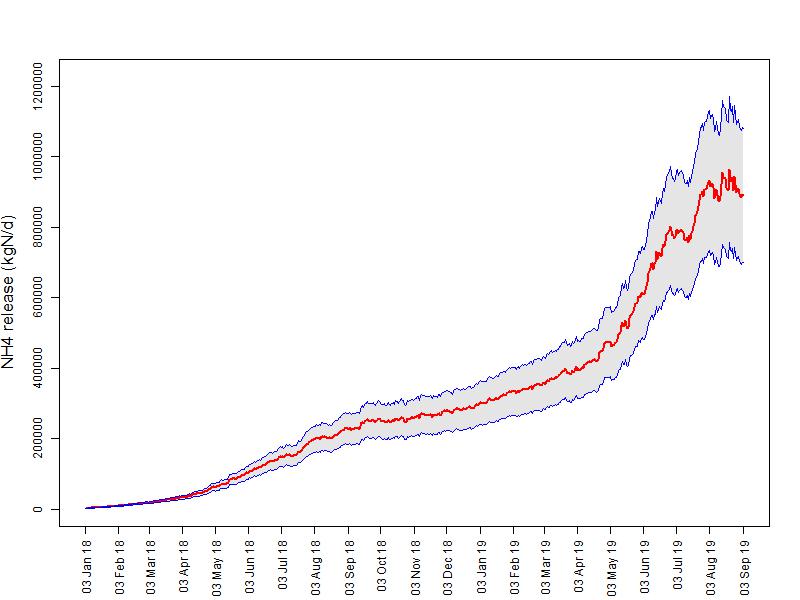 NH4 release (kgN/d)
1200000
1000000
800000
600000
400000
200000
0
03 Jan 18
03 Feb 18
03 Mar 18
03 Apr 18
03 May 18
03 Jun 18
03 Jul 18
03 Aug 18
03 Sep 18
03 Oct 18
03 Nov 18
03 Dec 18
03 Jan 19
03 Feb 19
03 Mar 19
03 Apr 19
03 May 19
03 Jun 19
03 Jul 19
03 Aug 19
03 Sep 19